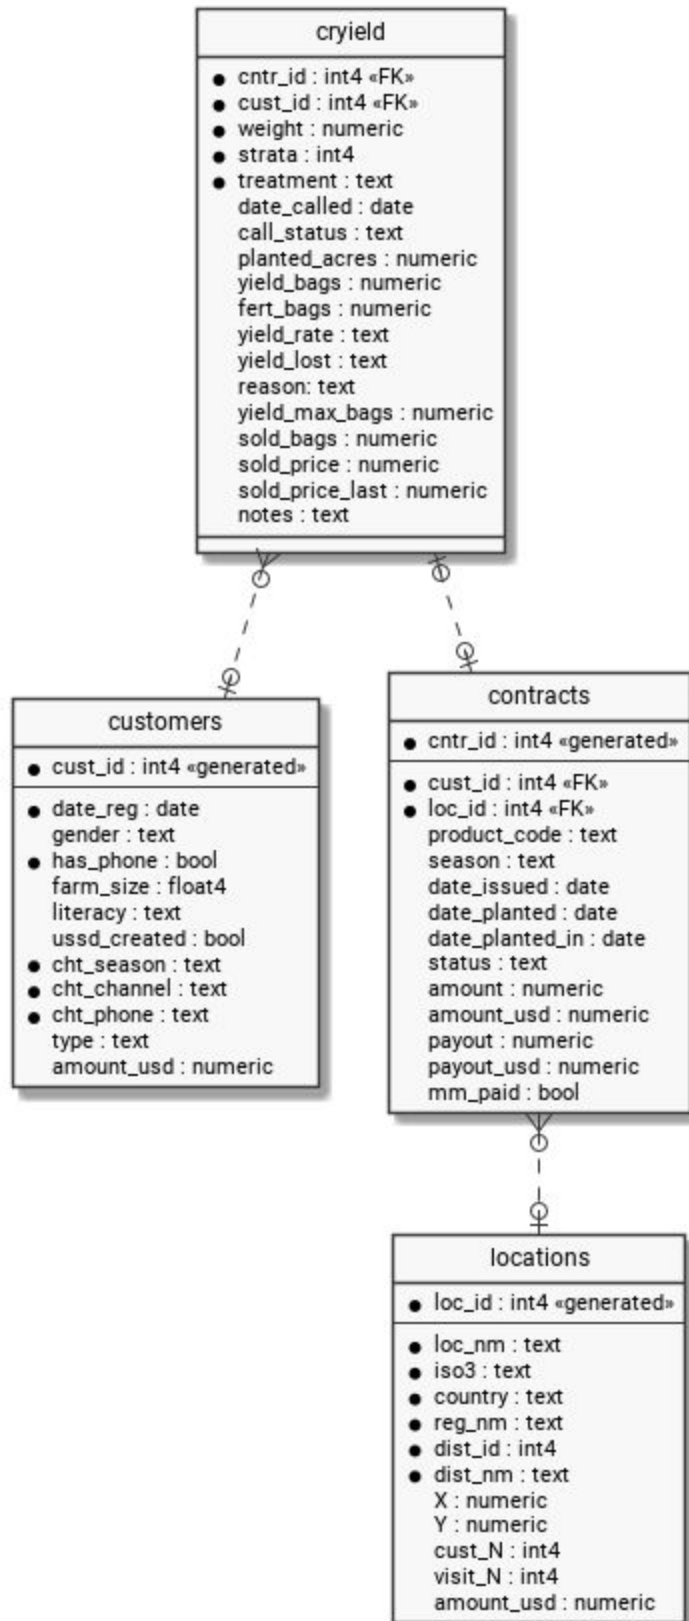 cryield
cntr_id : int4 «FK»
cust_id : int4 «FK»
weight : numeric
strata : int4
treatment : text
date_called : date
call_status : text
planted_acres : numeric
yield_bags : numeric
fert_bags : numeric
yield_rate : text
yield_lost : text
reason: text
yield_max_bags : numeric
sold_bags : numeric
sold_price : numeric
sold_price_last : numeric
notes : text
customers
cust_id : int4 «generated»
date_reg : date
gender : text
has_phone : bool
farm_size : float4
literacy : text
ussd_created : bool
cht_season : text
cht_channel : text
cht_phone : text
type : text
amount_usd : numeric
contracts
cntr_id : int4 «generated»
cust_id : int4 «FK»
loc_id : int4 «FK»
product_code : text
season : text
date_issued : date
date_planted : date
date_planted_in : date
status : text
amount : numeric
amount_usd : numeric
payout : numeric
payout_usd : numeric
mm_paid : bool
locations
loc_id : int4 «generated»
loc_nm : text
iso3 : text
country : text
reg_nm : text
dist_id : int4
dist_nm : text
X : numeric
Y : numeric
cust_N : int4
visit_N : int4
amount_usd : numeric